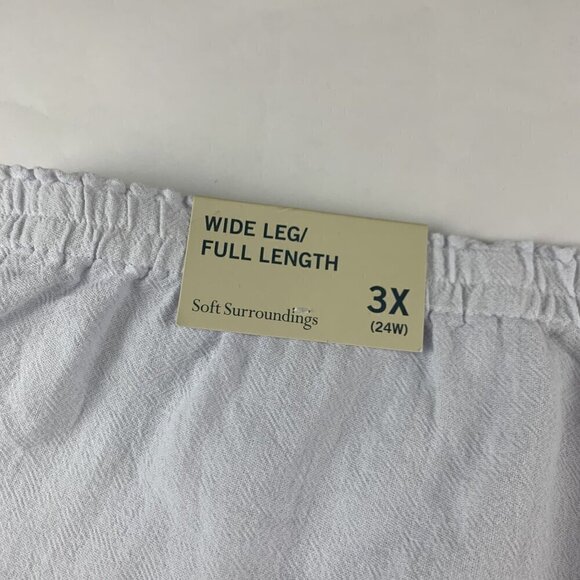 WIDE LEG/
FULL LENGTH
3X
(24W)
Soft Surroundings